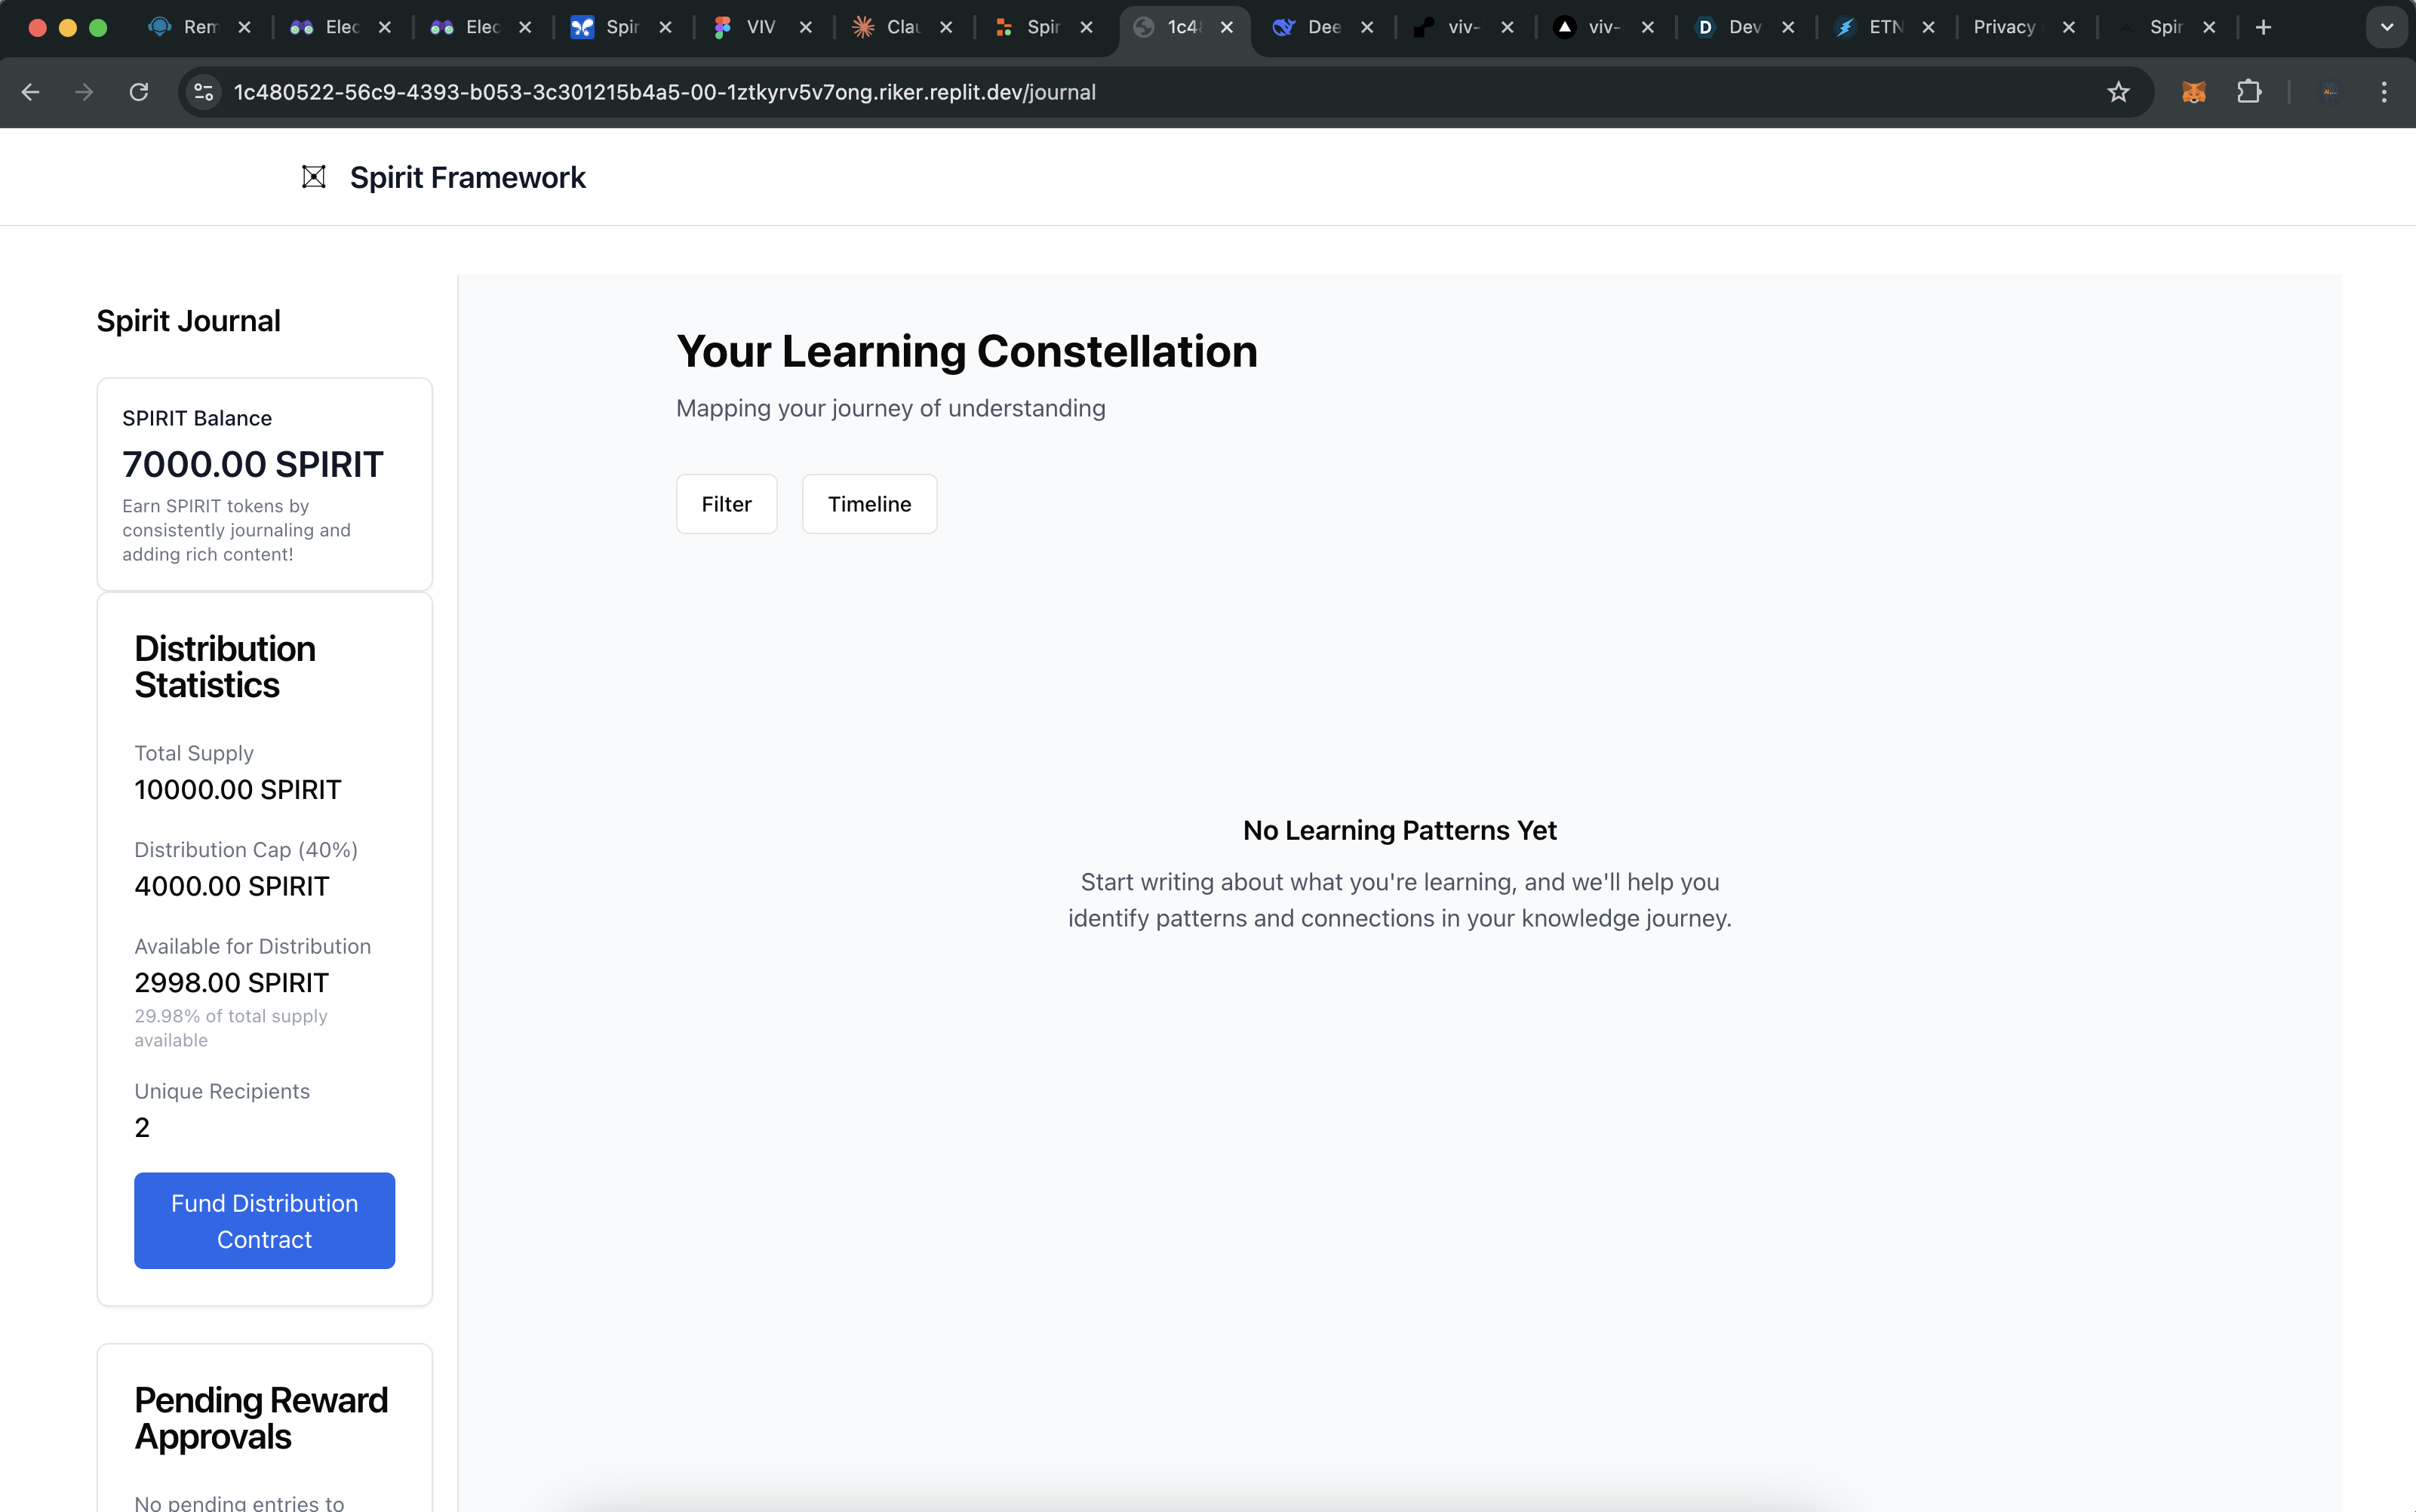 Rem
Elec
Elec
Spir
VIV
Clau
Spir
1c48
Dee
viv-
viv-
Dev
ETN
Privacy
Spir
1c480522-56c9-4393-b053-3c301215b4a5-00-1ztkyrv5v7ong.riker.replit.dev/journal
Spirit Framework
Spirit Journal
SPIRIT Balance
7000.00 SPIRIT
Earn SPIRIT tokens by
consistently journaling and
adding rich content!
Distribution
Statistics
Total Supply
10000.00 SPIRIT
Distribution Cap (40%)
4000.00 SPIRIT
Available for Distribution
2998.00 SPIRIT
29.98% of total supply
available
Unique Recipients
2
Fund Distribution
Contract
Pending Reward
Approvals
No pending entries to
Your Learning Constellation
Mapping your journey of understanding
Filter
Timeline
No Learning Patterns Yet
Start writing about what you're learning, and we'll help you
identify patterns and connections in your knowledge journey.